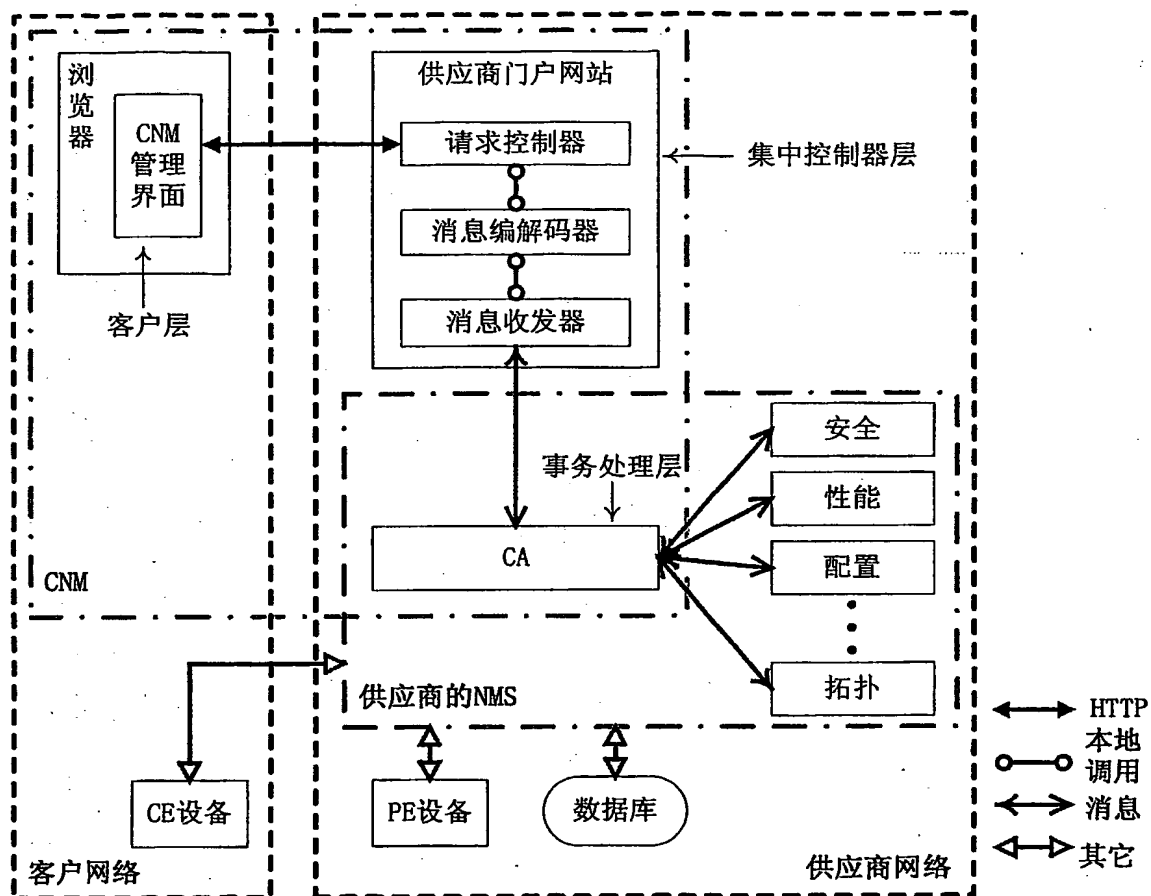 浏览器
CNM
管理
界面
客户层
供应商门户网站
请求控制器
消息编解码器
消息收发器
集中控制器层
事务处理层
CA
安全
性能
配置
拓扑
CNM
供应商的NMS
CE设备
PE设备
数据库
客户网络
供应商网络
HTTP
本地
调用
消息
其它